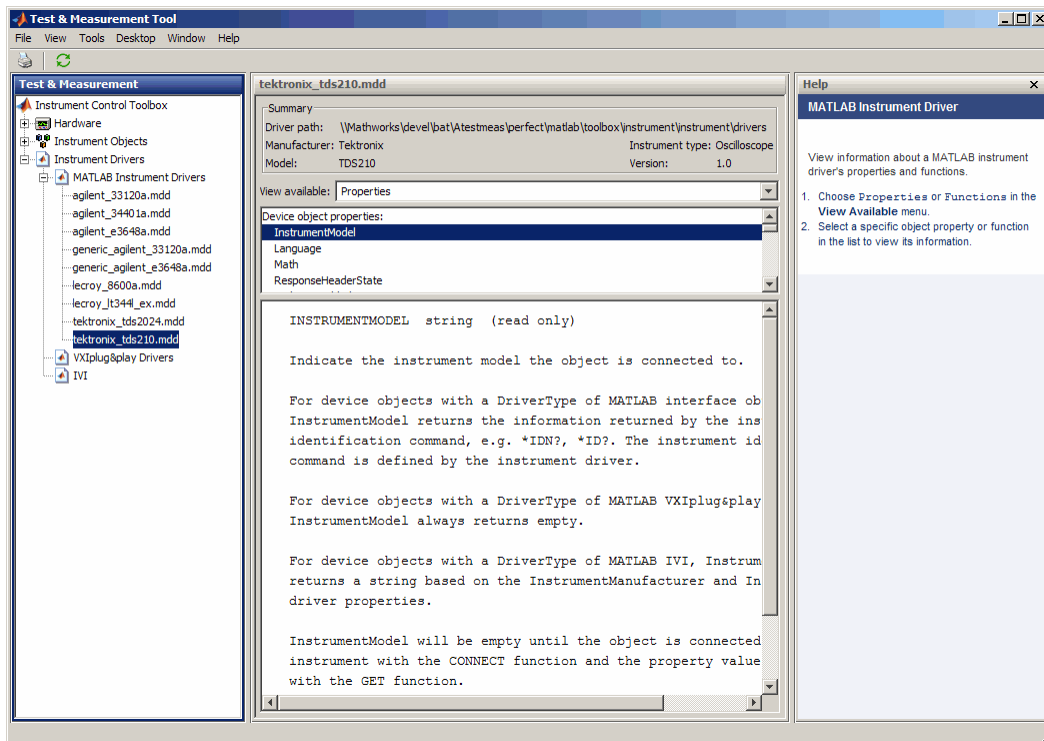 Test & Measurement Tool
File View Tools Desktop Window Help
Test & Measurement
Instrument Control Toolbox
Hardware
Instrument Objects
Instrument Drivers
MATLAB Instrument Drivers
agilent_33120a.mdd
agilent_34401a.mdd
agilent_e3648a.mdd
generic_agilent_33120a.mdd
generic_agilent_e3648a.mdd
lecroy_8600a.mdd
lecroy_lt344l_ex.mdd
tektronix_tds2024.mdd
tektronix_tds210.mdd
VXIplug&play Drivers
IVI
tektronix_tds210.mdd
Summary
Driver path: \\Mathworks\devel\bat\Atestmeas\perfect\matlab\toolbox\instrument\instrument\drivers
Manufacturer: Tektronix Instrument type: Oscilloscope
Model: TDS210 Version: 1.0
View available: Properties
Device object properties:
InstrumentModel
Language
Math
ResponseHeaderState
INSTRUMENTMODEL string (read only)
Indicate the instrument model the object is connected to.
For device objects with a DriverType of MATLAB interface ob
InstrumentModel returns the information returned by the ins
identification command, e.g. *IDN?, *ID?. The instrument id
command is defined by the instrument driver.
For device objects with a DriverType of MATLAB VXIplug&play
InstrumentModel always returns empty.
For device objects with a DriverType of MATLAB IVI, Instrum
returns a string based on the InstrumentManufacturer and In
driver properties.
InstrumentModel will be empty until the object is connected
instrument with the CONNECT function and the property value
with the GET function.
Help
MATLAB Instrument Driver
View information about a MATLAB instrument
driver's properties and functions.
1. Choose Properties or Functions in the
View Available menu.
2. Select a specific object property or function
in the list to view its information.